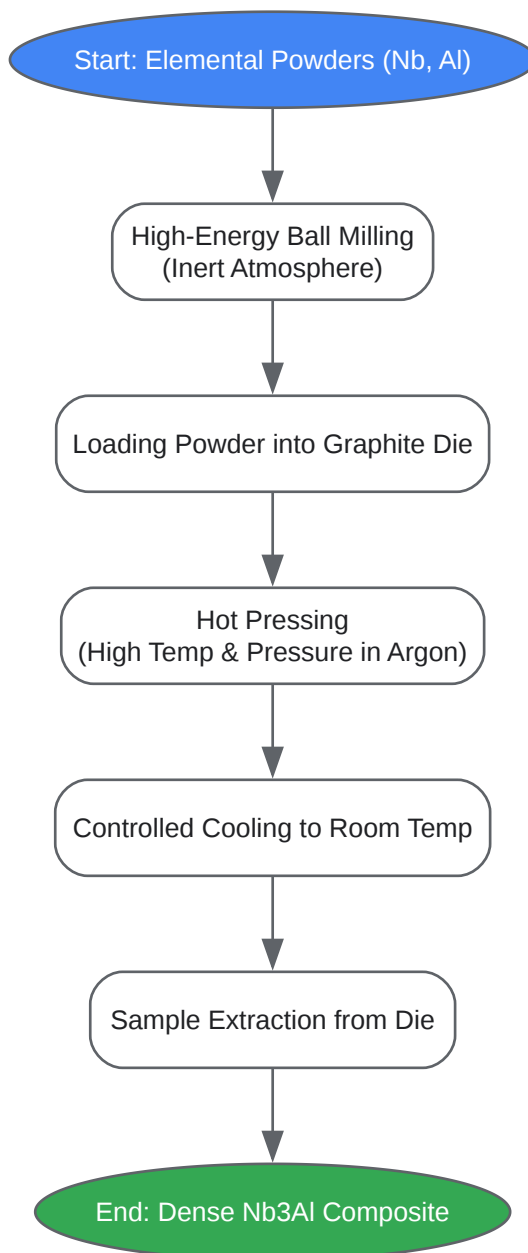 Start: Elemental Powders (Nb, Al)
High-Energy Ball Milling
(Inert Atmosphere)
Loading Powder into Graphite Die
Hot Pressing
(High Temp & Pressure in Argon)
Controlled Cooling to Room Temp
Sample Extraction from Die
End: Dense Nb3Al Composite